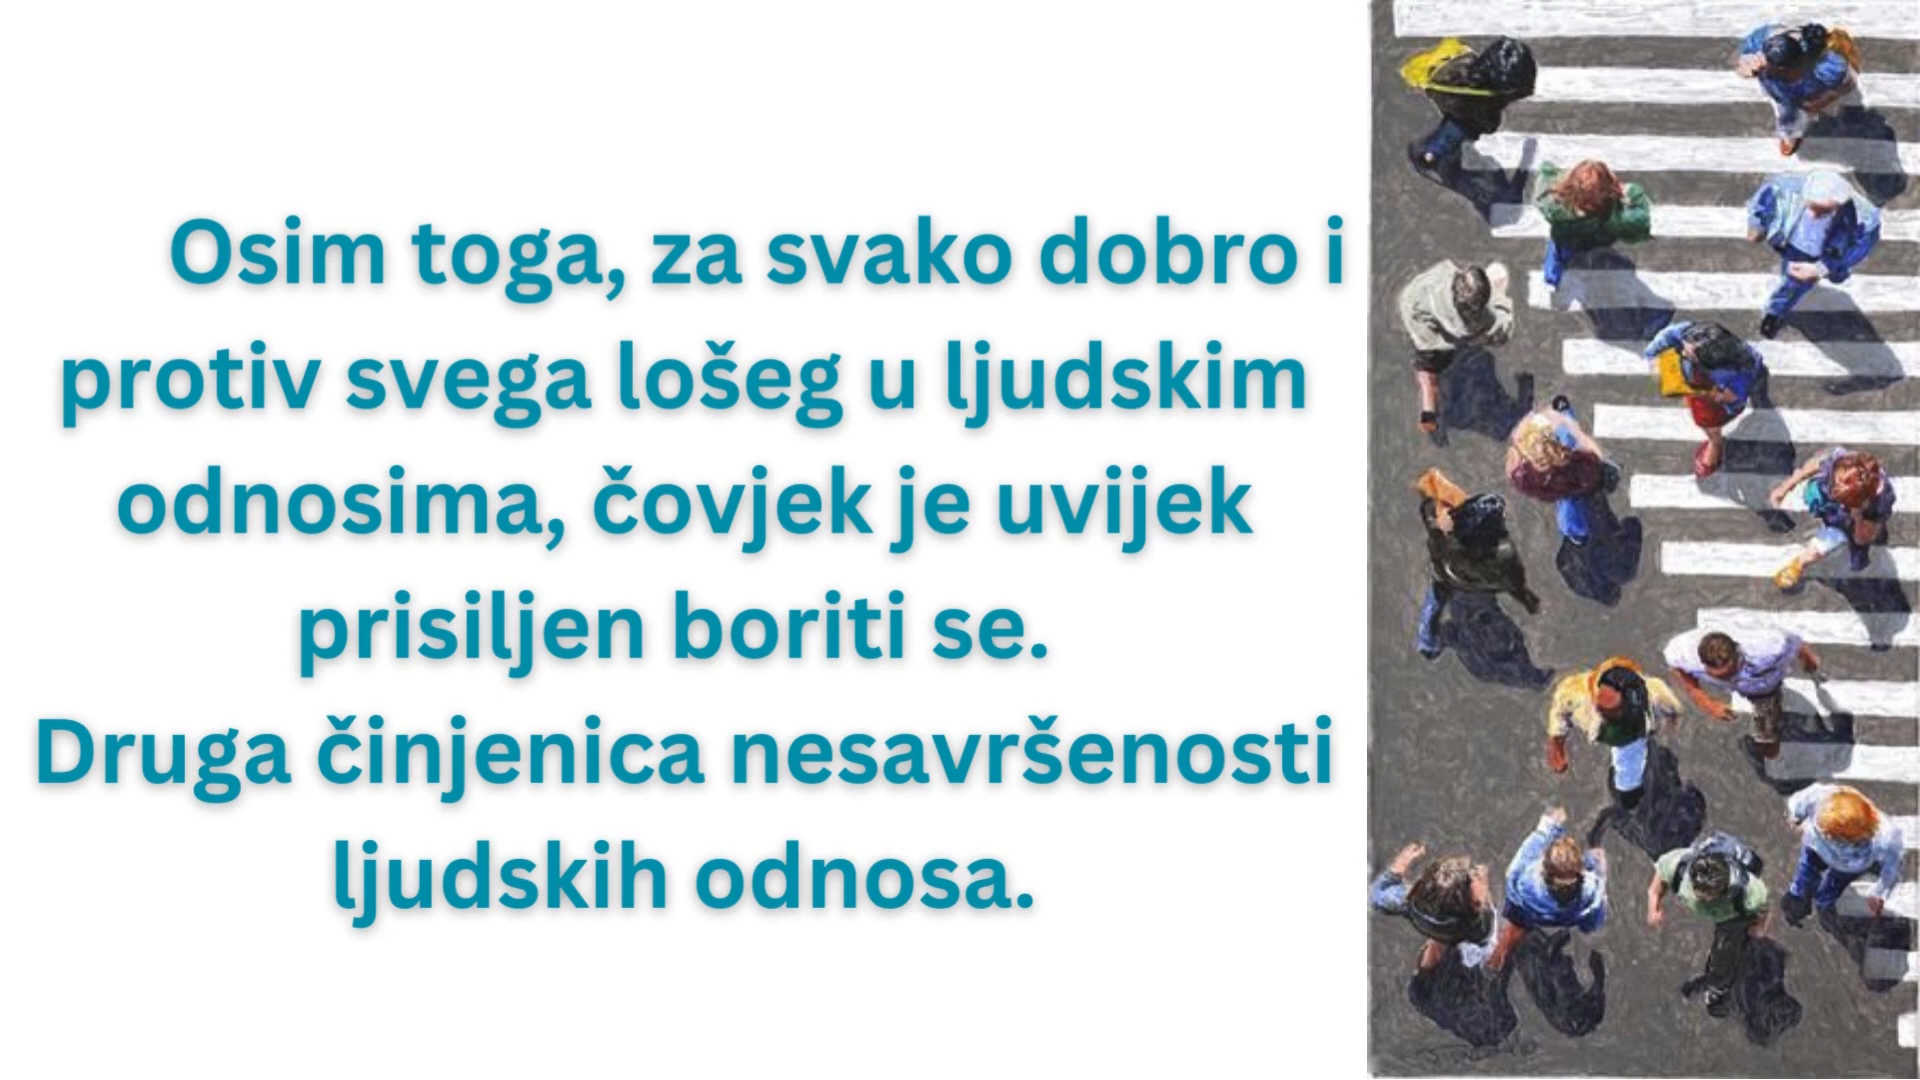 Osim toga, za svako dobro i
protiv svega lošeg u ljudskim
odnosima, čovjek je uvijek
prisiljen boriti se.
Druga činjenica nesavršenosti
ljudskih odnosa.